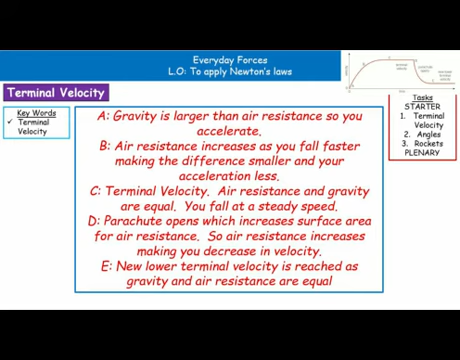 Everyday Forces
L.O: To apply Newton's laws
Terminal Velocity
Key Words
✓ Terminal
Velocity
A: Gravity is larger than air resistance so you
accelerate.
B: Air resistance increases as you fall faster
making the difference smaller and your
acceleration less.
C: Terminal Velocity. Air resistance and gravity
are equal. You fall at a steady speed.
D: Parachute opens which increases surface area
for air resistance. So air resistance increases
making you decrease in velocity.
E: New lower terminal velocity is reached as
gravity and air resistance are equal
Tasks
STARTER
1. Terminal
Velocity
2. Angles
3. Rockets
PLENARY